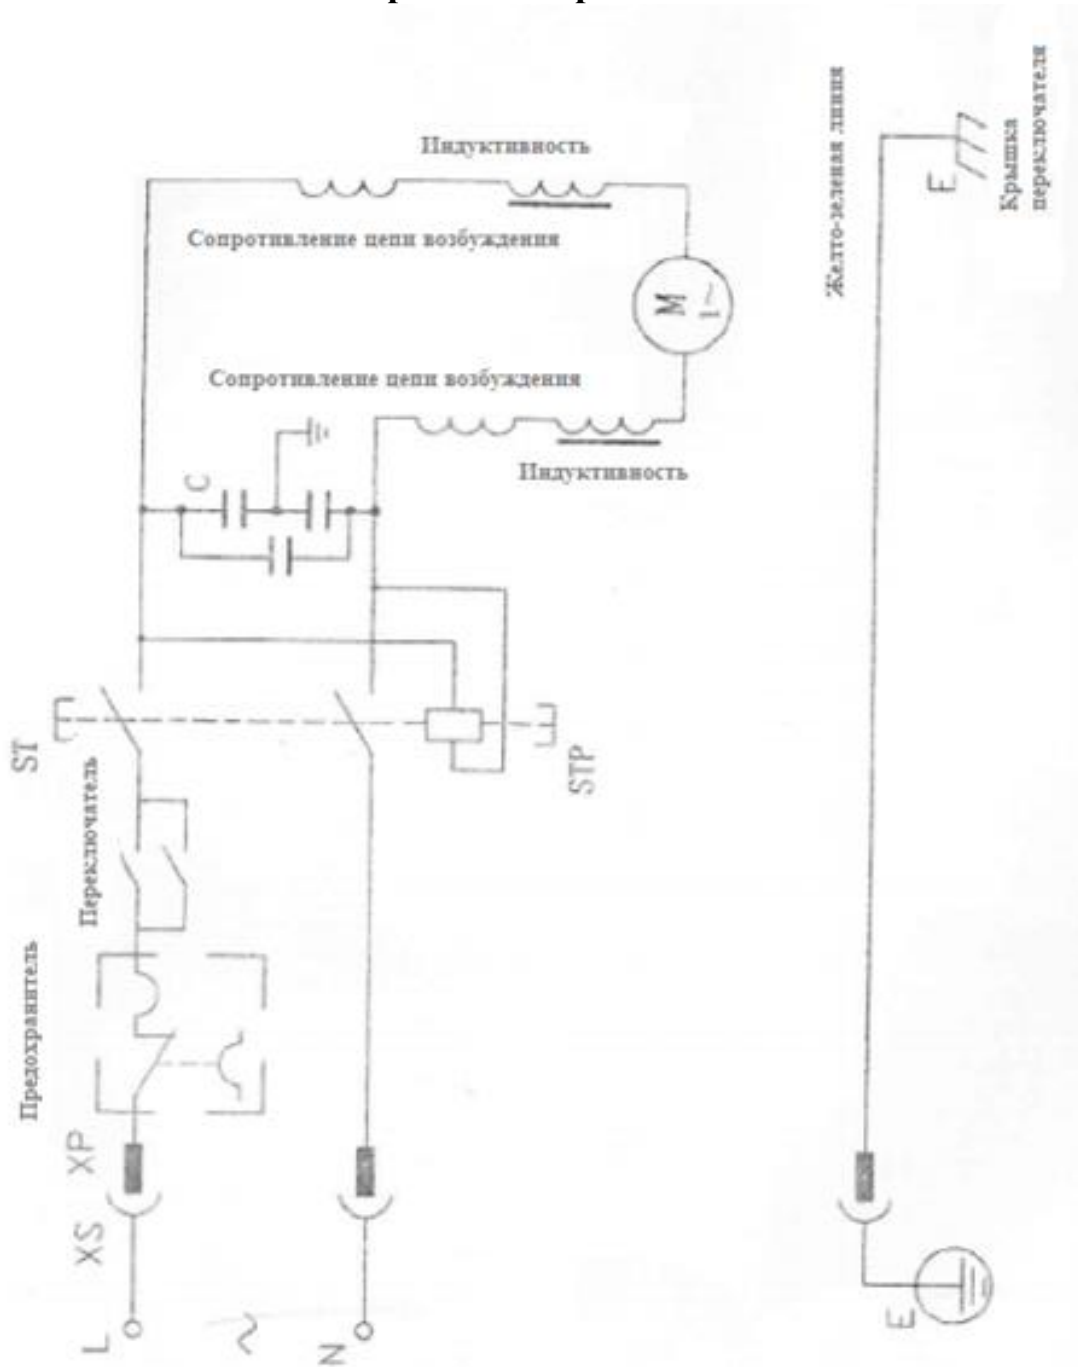 Индуктивность
Сопротивление цепи возбуждения
M
1~
Сопротивление цепи возбуждения
Индуктивность
C
ST
STP
Переключатель
Предохранитель
XP
XS
L
~
N
Желто-зеленая линия
E
Крышка
переключателя
E